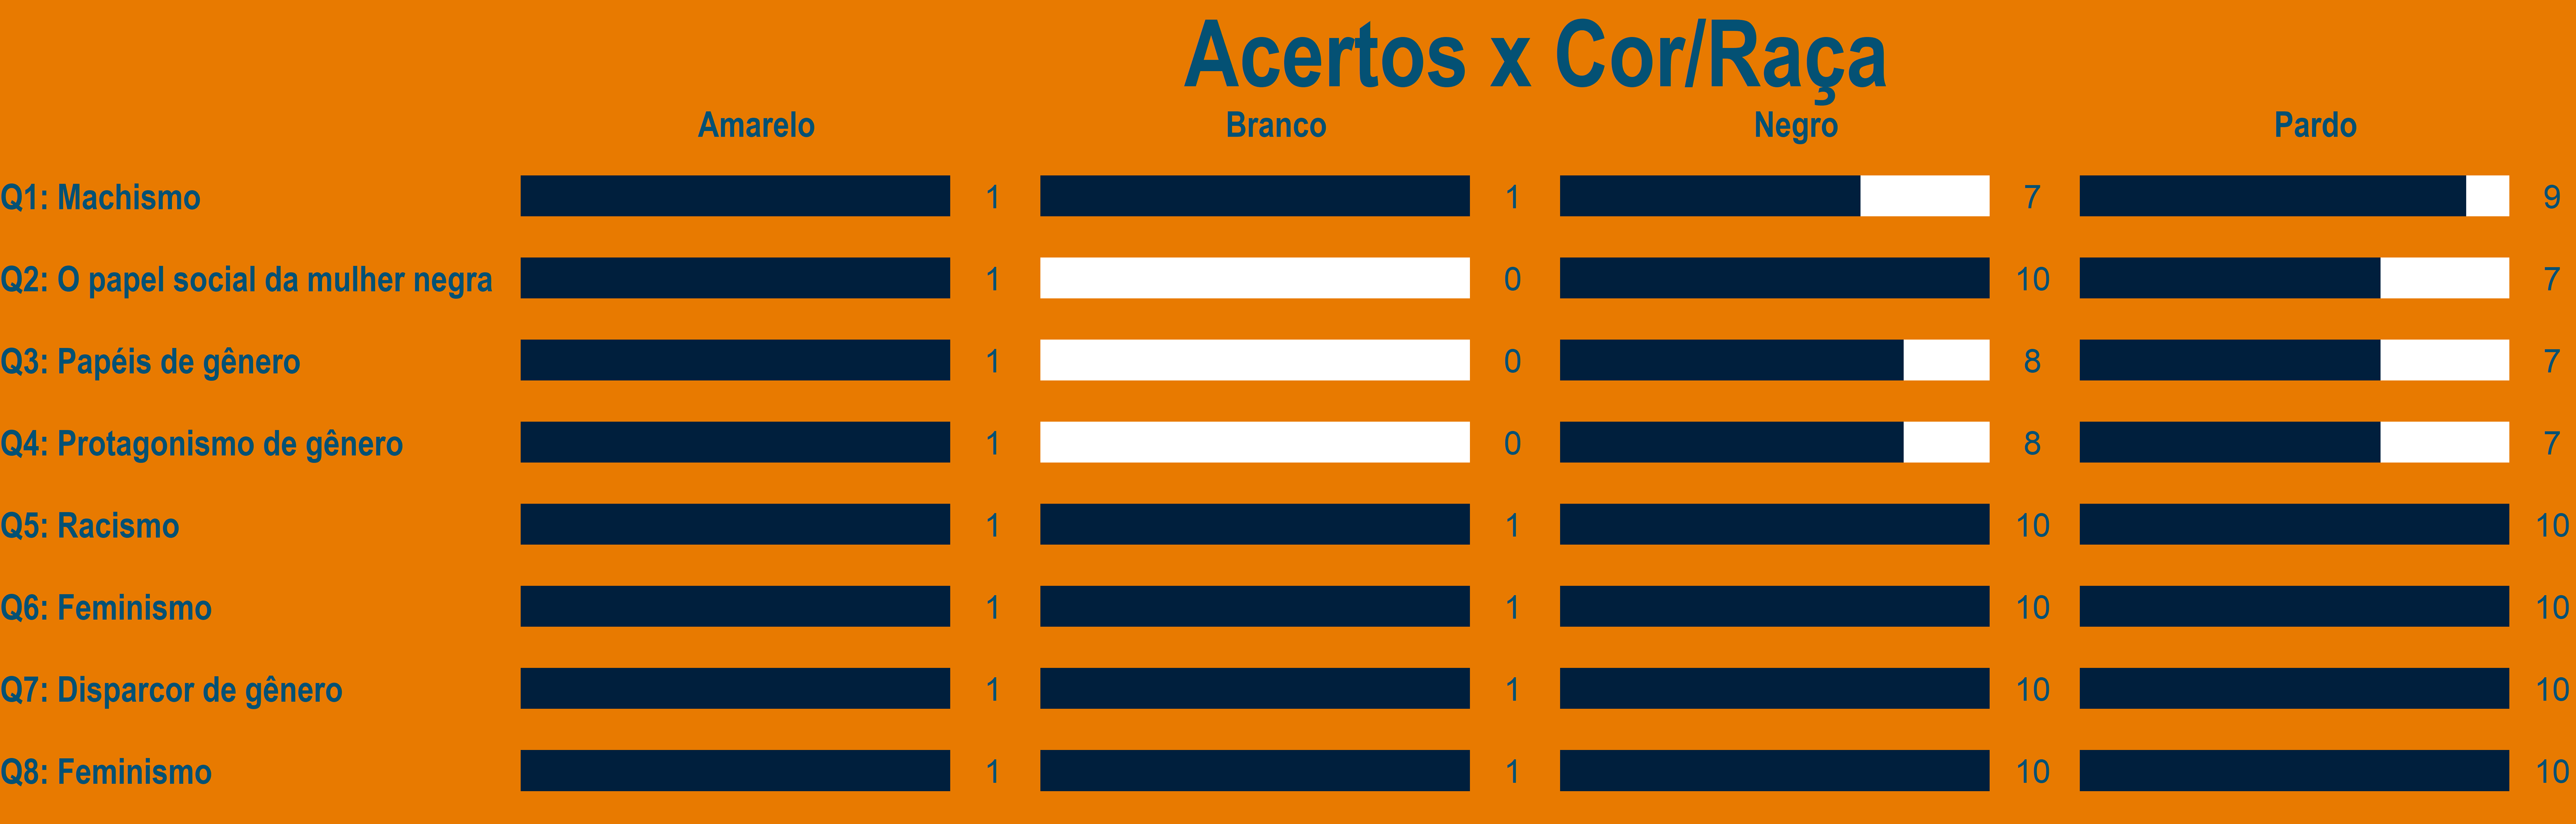 Acertos x Cor/Raça
Amarelo Branco Negro Pardo
Q1: Machismo 1 1 7 9
Q2: O papel social da mulher negra 1 0 10 7
Q3: Papéis de gênero 1 0 8 7
Q4: Protagonismo de gênero 1 0 8 7
Q5: Racismo 1 1 10 10
Q6: Feminismo 1 1 10 10
Q7: Disparcor de gênero 1 1 10 10
Q8: Feminismo 1 1 10 10